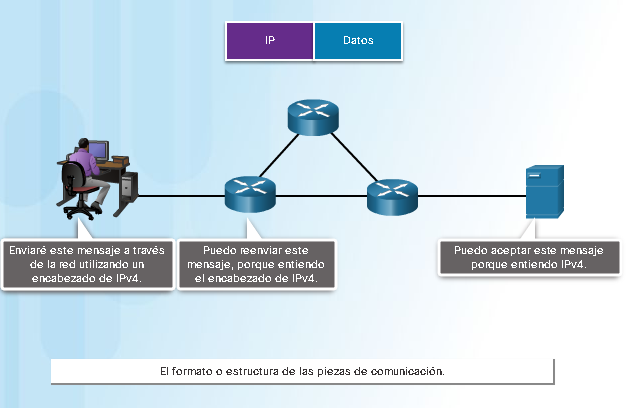 IP
Datos
Enviaré este mensaje a través
de la red utilizando un
encabezado de IPv4.
Puedo reenviar este
mensaje, porque entiendo
el encabezado de IPv4.
Puedo aceptar este mensaje
porque entiendo IPv4.
El formato o estructura de las piezas de comunicación.